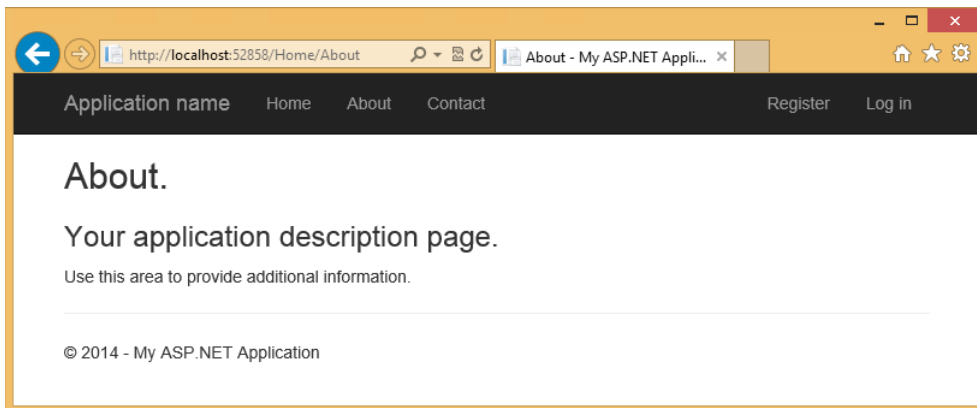 http://localhost:52858/Home/About
About - My ASP.NET Appli...
Application name Home About Contact Register Log in
About.
Your application description page.
Use this area to provide additional information.
© 2014 - My ASP.NET Application